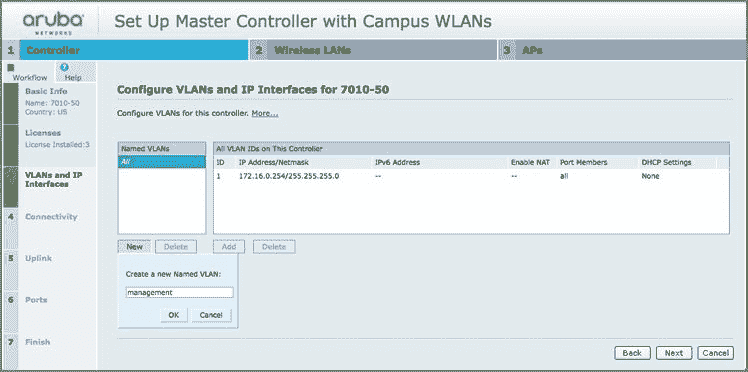 aruba
NETWORKS
Set Up Master Controller with Campus WLANs
1 Controller
2 Wireless LANs
3 APs
Workflow
Help
Basic Info
Name: 7010-50
Country: US
Licenses
License Installed:3
VLANs and IP
Interfaces
4 Connectivity
5 Uplink
6 Ports
7 Finish
Configure VLANs and IP Interfaces for 7010-50
Configure VLANs for this controller. More...
Named VLANs
All
All VLAN IDs on This Controller
ID IP Address/Netmask IPv6 Address Enable NAT Port Members DHCP Settings
1 172.16.0.254/255.255.255.0 -- -- all None
New Delete Add Delete
Create a new Named VLAN:
management
OK Cancel
Back Next Cancel